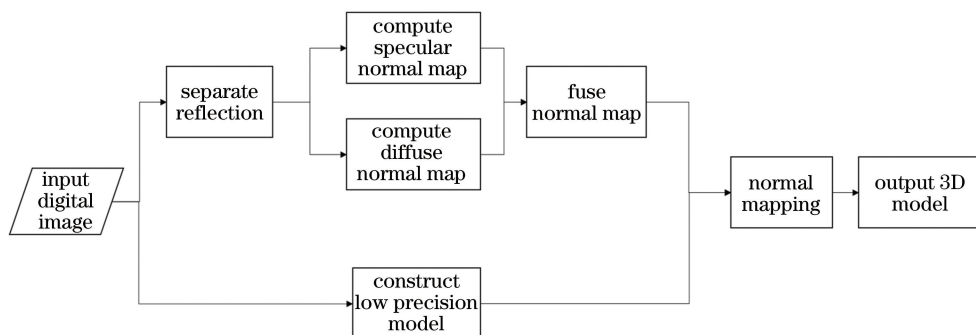 input
digital
image
separate
reflection
compute
specular
normal map
compute
diffuse
normal map
fuse
normal map
construct
low precision
model
normal
mapping
output 3D
model